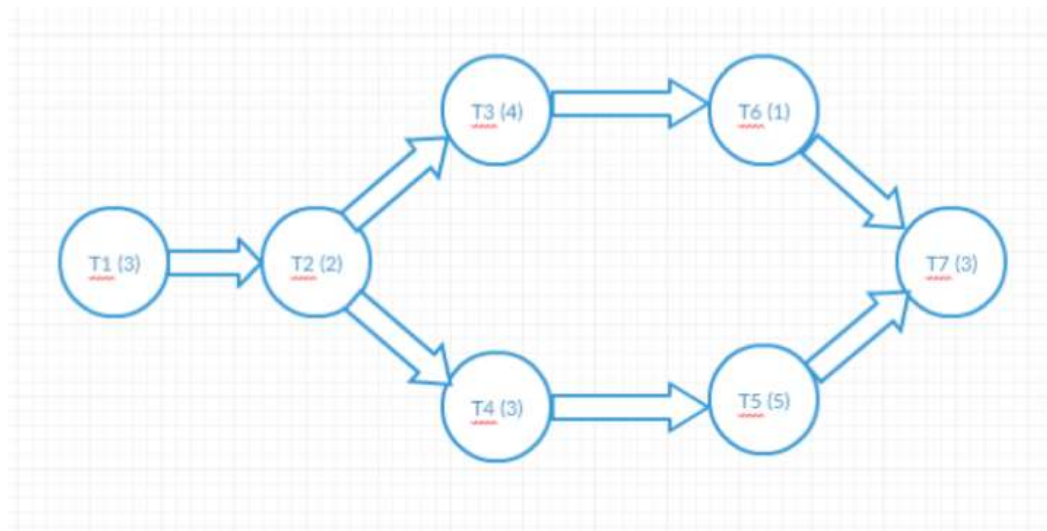 T3 (4)
T6 (1)
T1 (3)
T2 (2)
T7 (3)
T4 (3)
T5 (5)